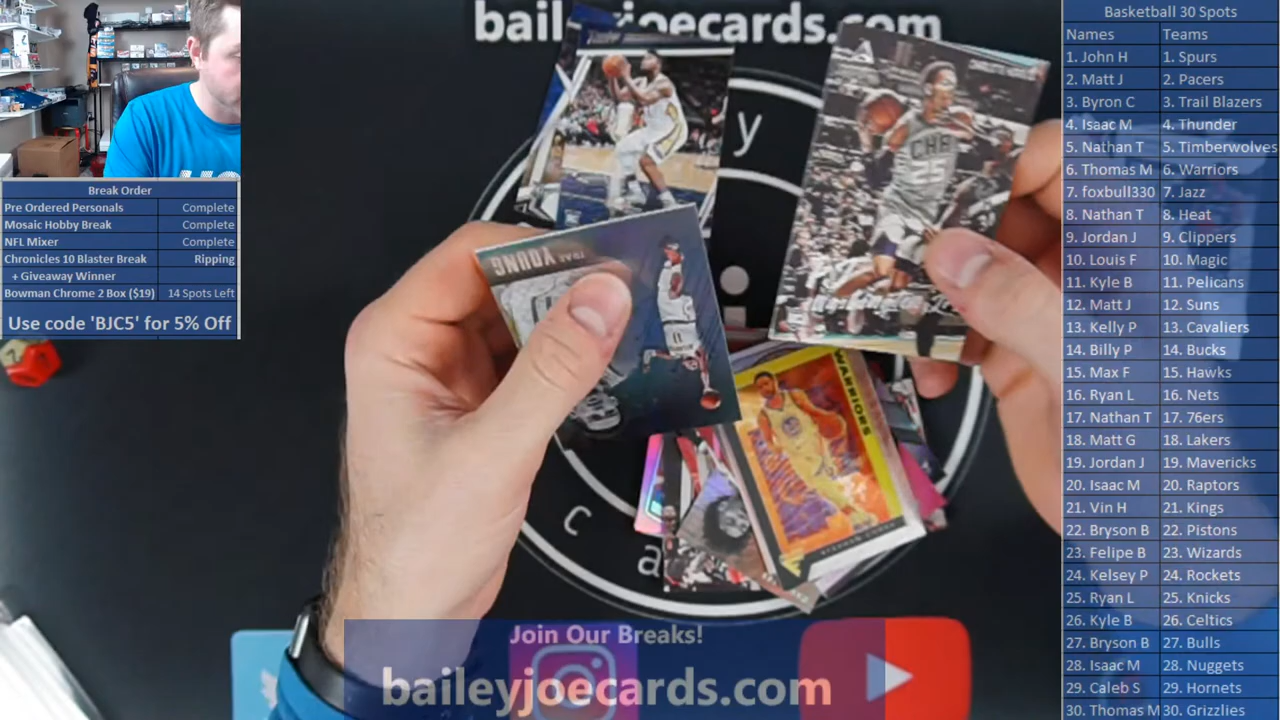 baileyjoecards.com
y
c
a
YOUNG
TRAE
CHA
25
11
WARRIORS
STEPHEN CURRY
Break Order
Pre Ordered Personals Complete
Mosaic Hobby Break Complete
NFL Mixer Complete
Chronicles 10 Blaster Break Ripping
+ Giveaway Winner
Bowman Chrome 2 Box ($19) 14 Spots Left
Use code 'BJC5' for 5% Off
Basketball 30 Spots
Names Teams
1. John H 1. Spurs
2. Matt J 2. Pacers
3. Byron C 3. Trail Blazers
4. Isaac M 4. Thunder
5. Nathan T 5. Timberwolves
6. Thomas M 6. Warriors
7. foxbull330 7. Jazz
8. Nathan T 8. Heat
9. Jordan J 9. Clippers
10. Louis F 10. Magic
11. Kyle B 11. Pelicans
12. Matt J 12. Suns
13. Kelly P 13. Cavaliers
14. Billy P 14. Bucks
15. Max F 15. Hawks
16. Ryan L 16. Nets
17. Nathan T 17. 76ers
18. Matt G 18. Lakers
19. Jordan J 19. Mavericks
20. Isaac M 20. Raptors
21. Vin H 21. Kings
22. Bryson B 22. Pistons
23. Felipe B 23. Wizards
24. Kelsey P 24. Rockets
25. Ryan L 25. Knicks
26. Kyle B 26. Celtics
27. Bryson B 27. Bulls
28. Isaac M 28. Nuggets
29. Caleb S 29. Hornets
30. Thomas M 30. Grizzlies
Join Our Breaks!
baileyjoecards.com